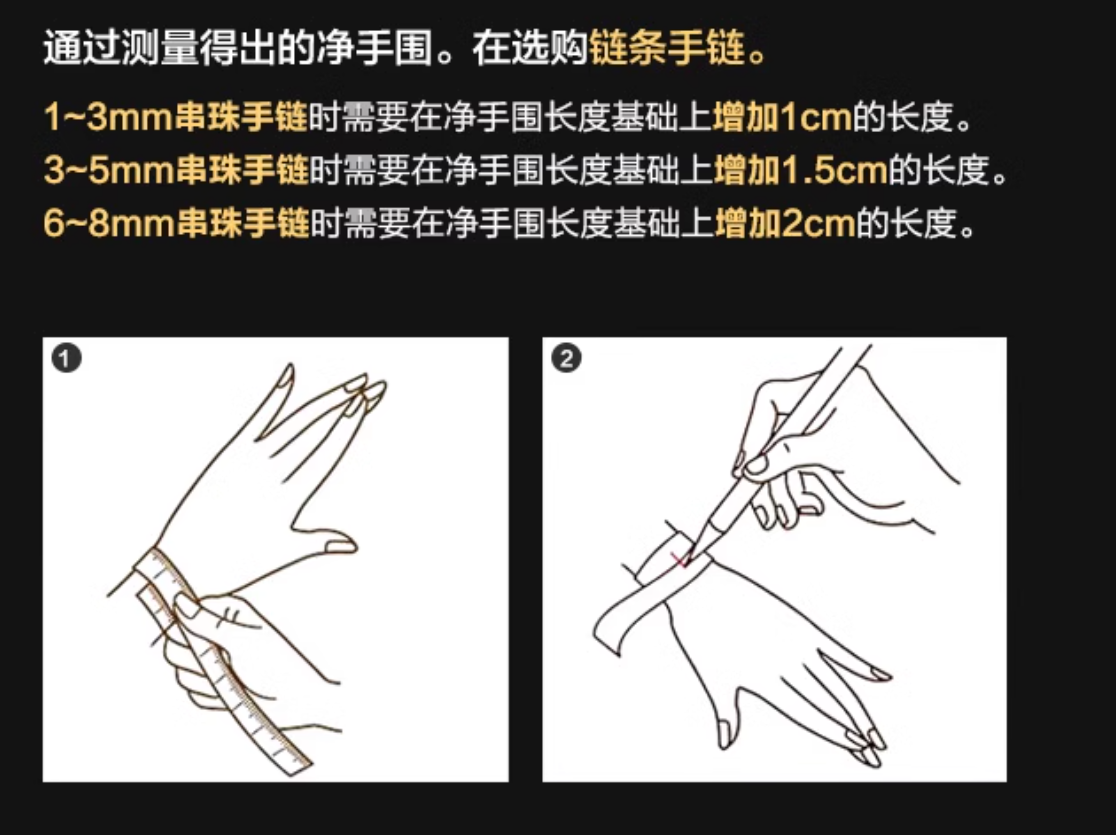 通过测量得出的净手围。在选购链条手链。
1~3mm串珠手链时需要在净手围长度基础上增加1cm的长度。
3~5mm串珠手链时需要在净手围长度基础上增加1.5cm的长度。
6~8mm串珠手链时需要在净手围长度基础上增加2cm的长度。
1
2